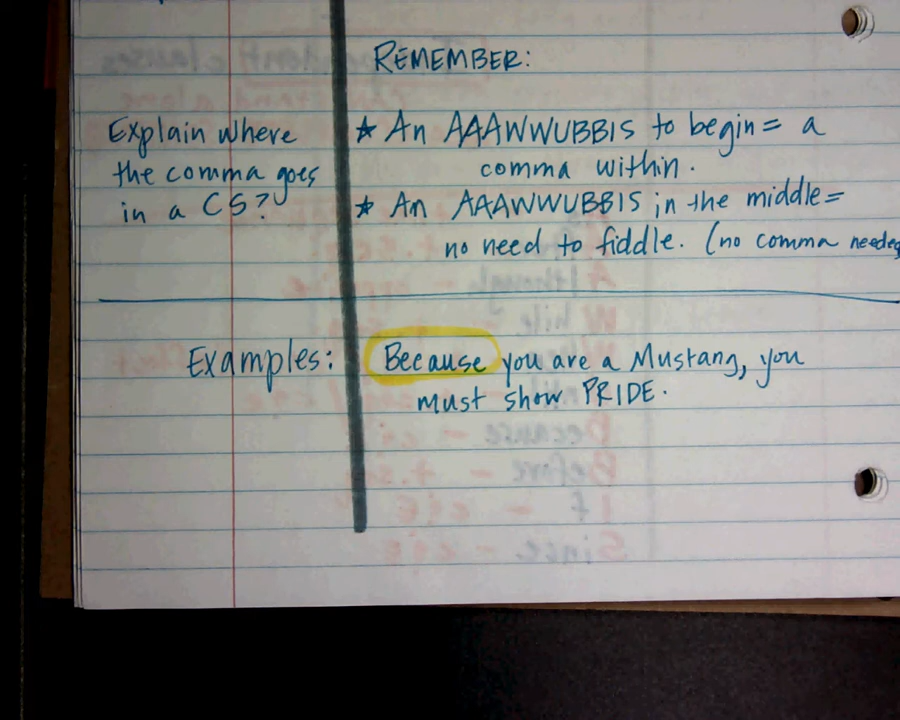 REMEMBER:
Explain where
the comma goes
in a CS?
★ An AAAWWUBBIS to begin = a
comma within.
★ An AAAWWUBBIS in the middle =
no need to fiddle. (no comma needed
Examples:
Because you are a Mustang, you
must show PRIDE.